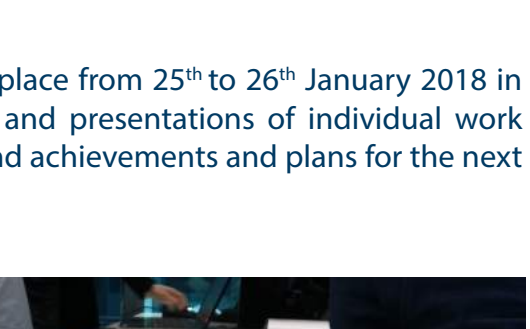 place from 25th to 26th January 2018 in
and presentations of individual work
achievements and plans for the next